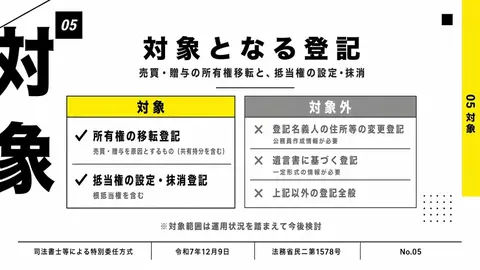 05
対象
対象となる登記
売買・贈与の所有権移転と、抵当権の設定・抹消
対象
所有権の移転登記
売買・贈与を原因とするもの（共有持分を含む）
抵当権の設定・抹消登記
根抵当権を含む
対象外
登記名義人の住所等の変更登記
公務員作成情報が必要
遺言書に基づく登記
一定形式の情報が必要
上記以外の登記全般
05 対象
※対象範囲は運用状況を踏まえて今後検討
司法書士等による特別委任方式
令和7年12月9日
法務省民二第1578号
No.05